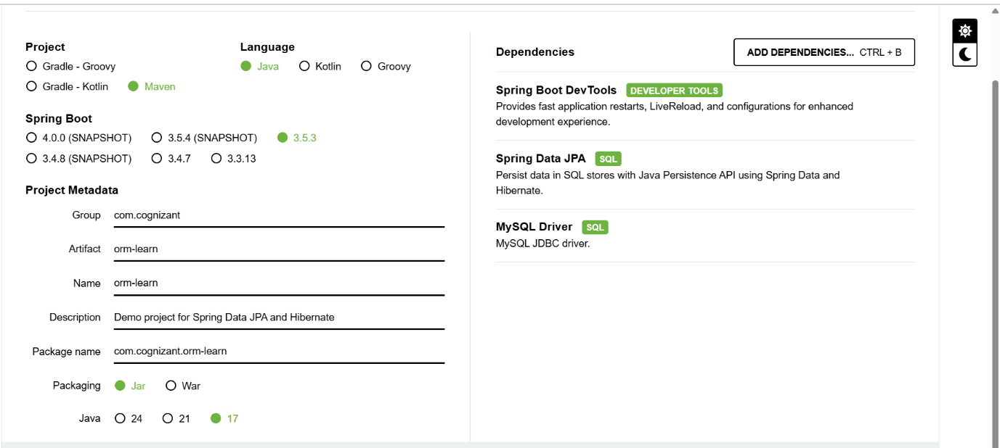 Project
Gradle - Groovy
Gradle - Kotlin Maven
Language
Java Kotlin Groovy
Spring Boot
4.0.0 (SNAPSHOT) 3.5.4 (SNAPSHOT) 3.5.3
3.4.8 (SNAPSHOT) 3.4.7 3.3.13
Project Metadata
Group com.cognizant
Artifact orm-learn
Name orm-learn
Description Demo project for Spring Data JPA and Hibernate
Package name com.cognizant.orm-learn
Packaging Jar War
Java 24 21 17
Dependencies
ADD DEPENDENCIES... CTRL + B
Spring Boot DevTools DEVELOPER TOOLS
Provides fast application restarts, LiveReload, and configurations for enhanced
development experience.
Spring Data JPA SQL
Persist data in SQL stores with Java Persistence API using Spring Data and
Hibernate.
MySQL Driver SQL
MySQL JDBC driver.